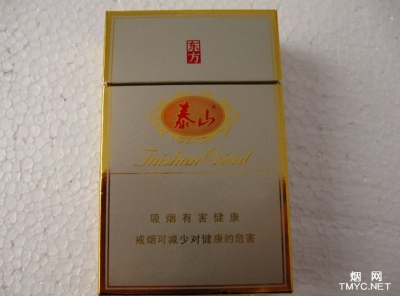 东方
泰山
Taishan Orient
吸烟有害健康
戒烟可减少对健康的危害
烟网
TMYC.NET